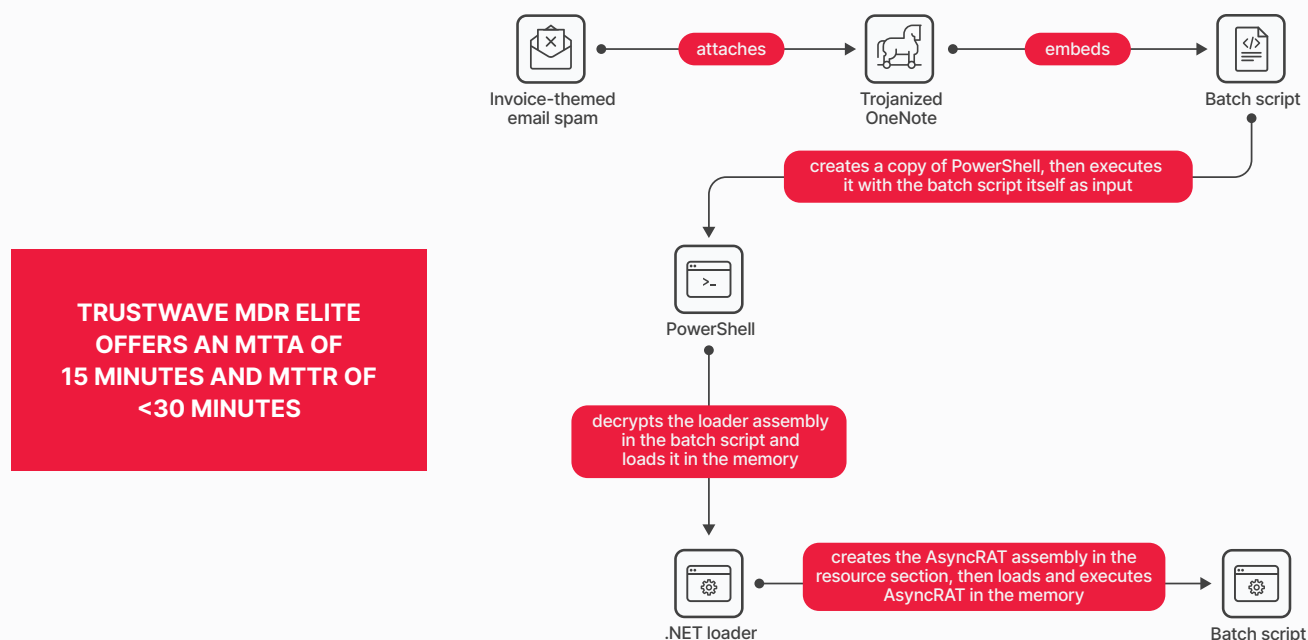 attaches
embeds
Invoice-themed
email spam
Trojanized
OneNote
Batch script
creates a copy of PowerShell, then executes
it with the batch script itself as input
>_
PowerShell
TRUSTWAVE MDR ELITE
OFFERS AN MTTA OF
15 MINUTES AND MTTR OF
<30 MINUTES
decrypts the loader assembly
in the batch script and
loads it in the memory
creates the AsyncRAT assembly in the
resource section, then loads and executes
AsyncRAT in the memory
.NET loader
Batch script